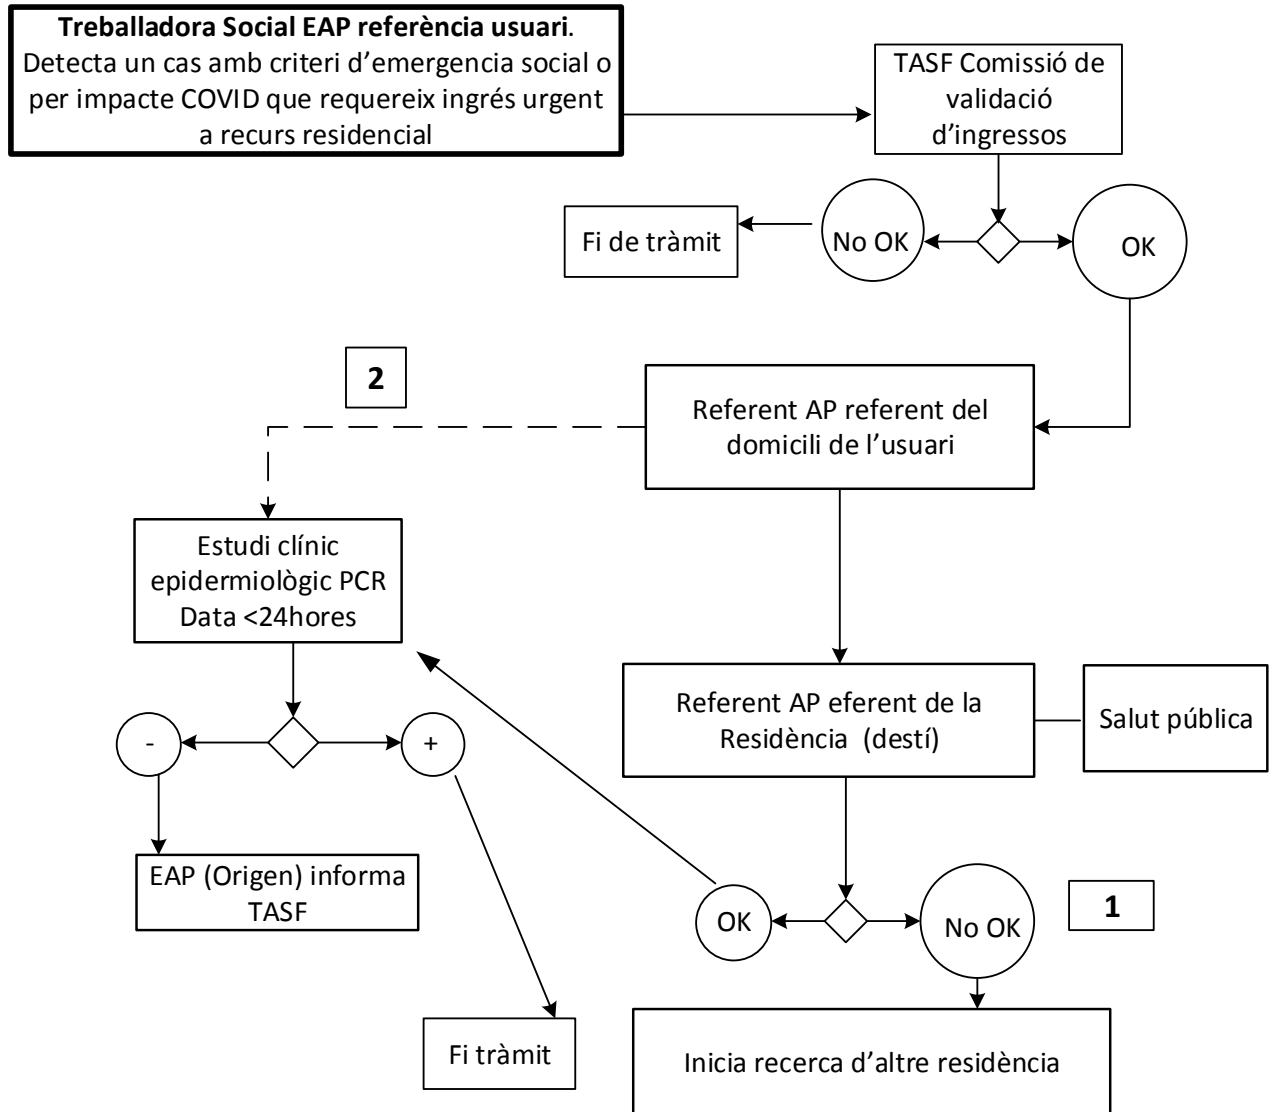 Treballadora Social EAP referència usuari.
Detecta un cas amb criteri d'emergencia social o
per impacte COVID que requereix ingrés urgent
a recurs residencial
TASF Comissió de
validació
d'ingressos
Fi de tràmit
No OK
OK
2
Referent AP referent del
domicili de l'usuari
Estudi clínic
epidermiològic PCR
Data <24hores
Referent AP eferent de la
Residència  (destí)
Salut pública
-
+
EAP (Origen) informa
TASF
OK
No OK
1
Fi tràmit
Inicia recerca d'altre residència